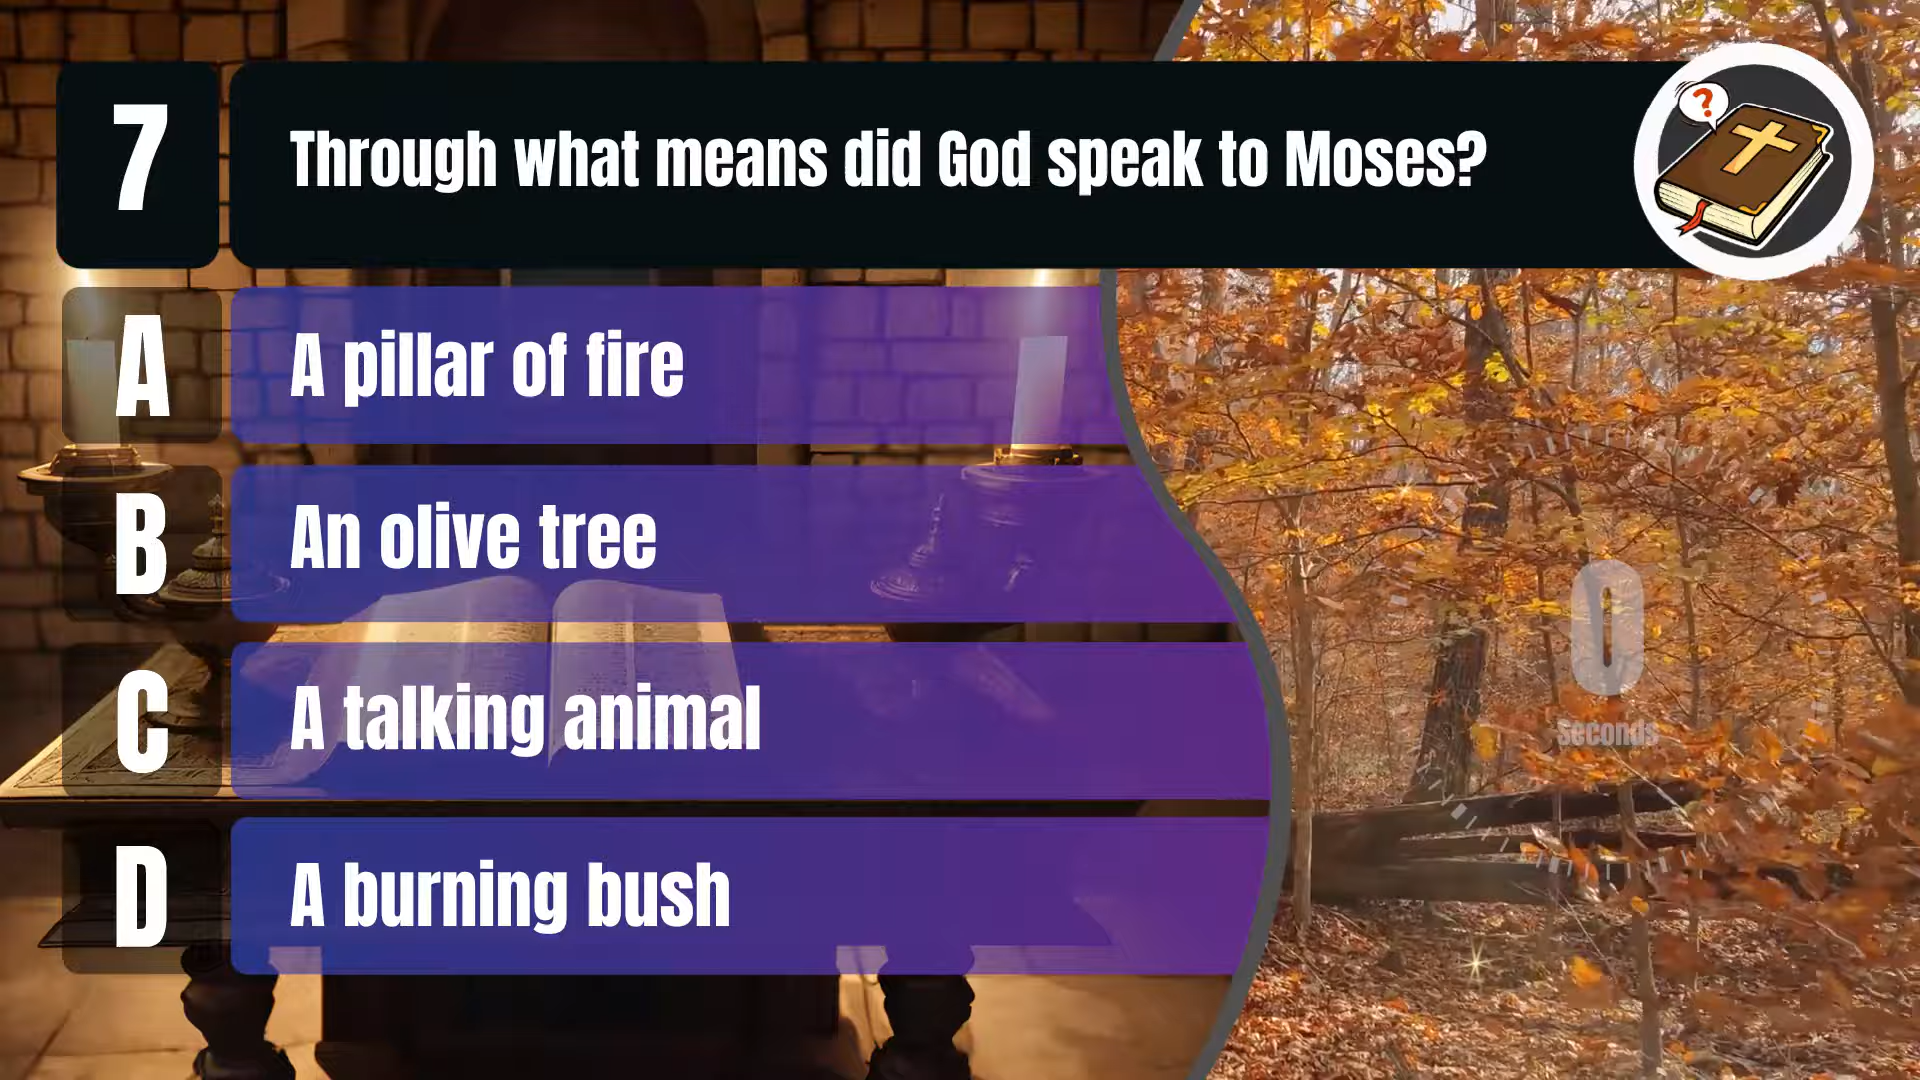 7
Through what means did God speak to Moses?
?
A
A pillar of fire
B
An olive tree
C
A talking animal
D
A burning bush
0
seconds